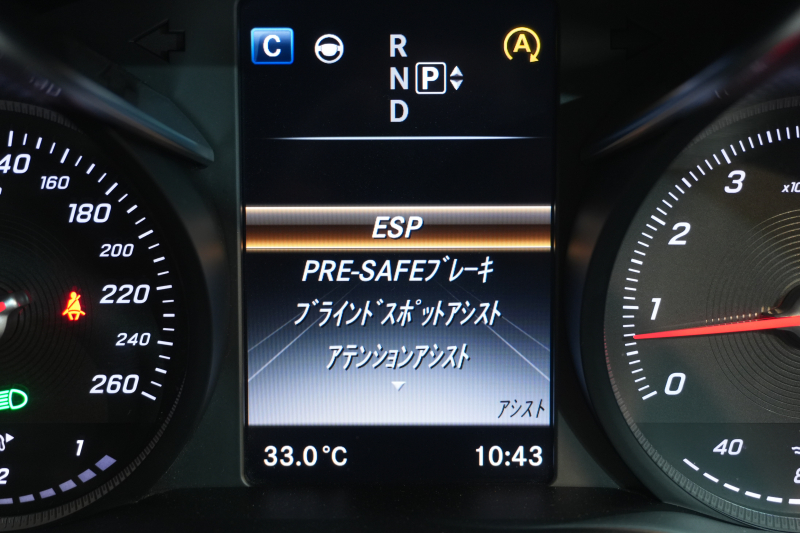 C
R
N P
D
A
ESP
PRE-SAFEブレーキ
ブラインドスポットアシスト
アテンションアシスト
アシスト
33.0°C
10:43
160
180
200
220
240
260
1
3
2
1
0
40